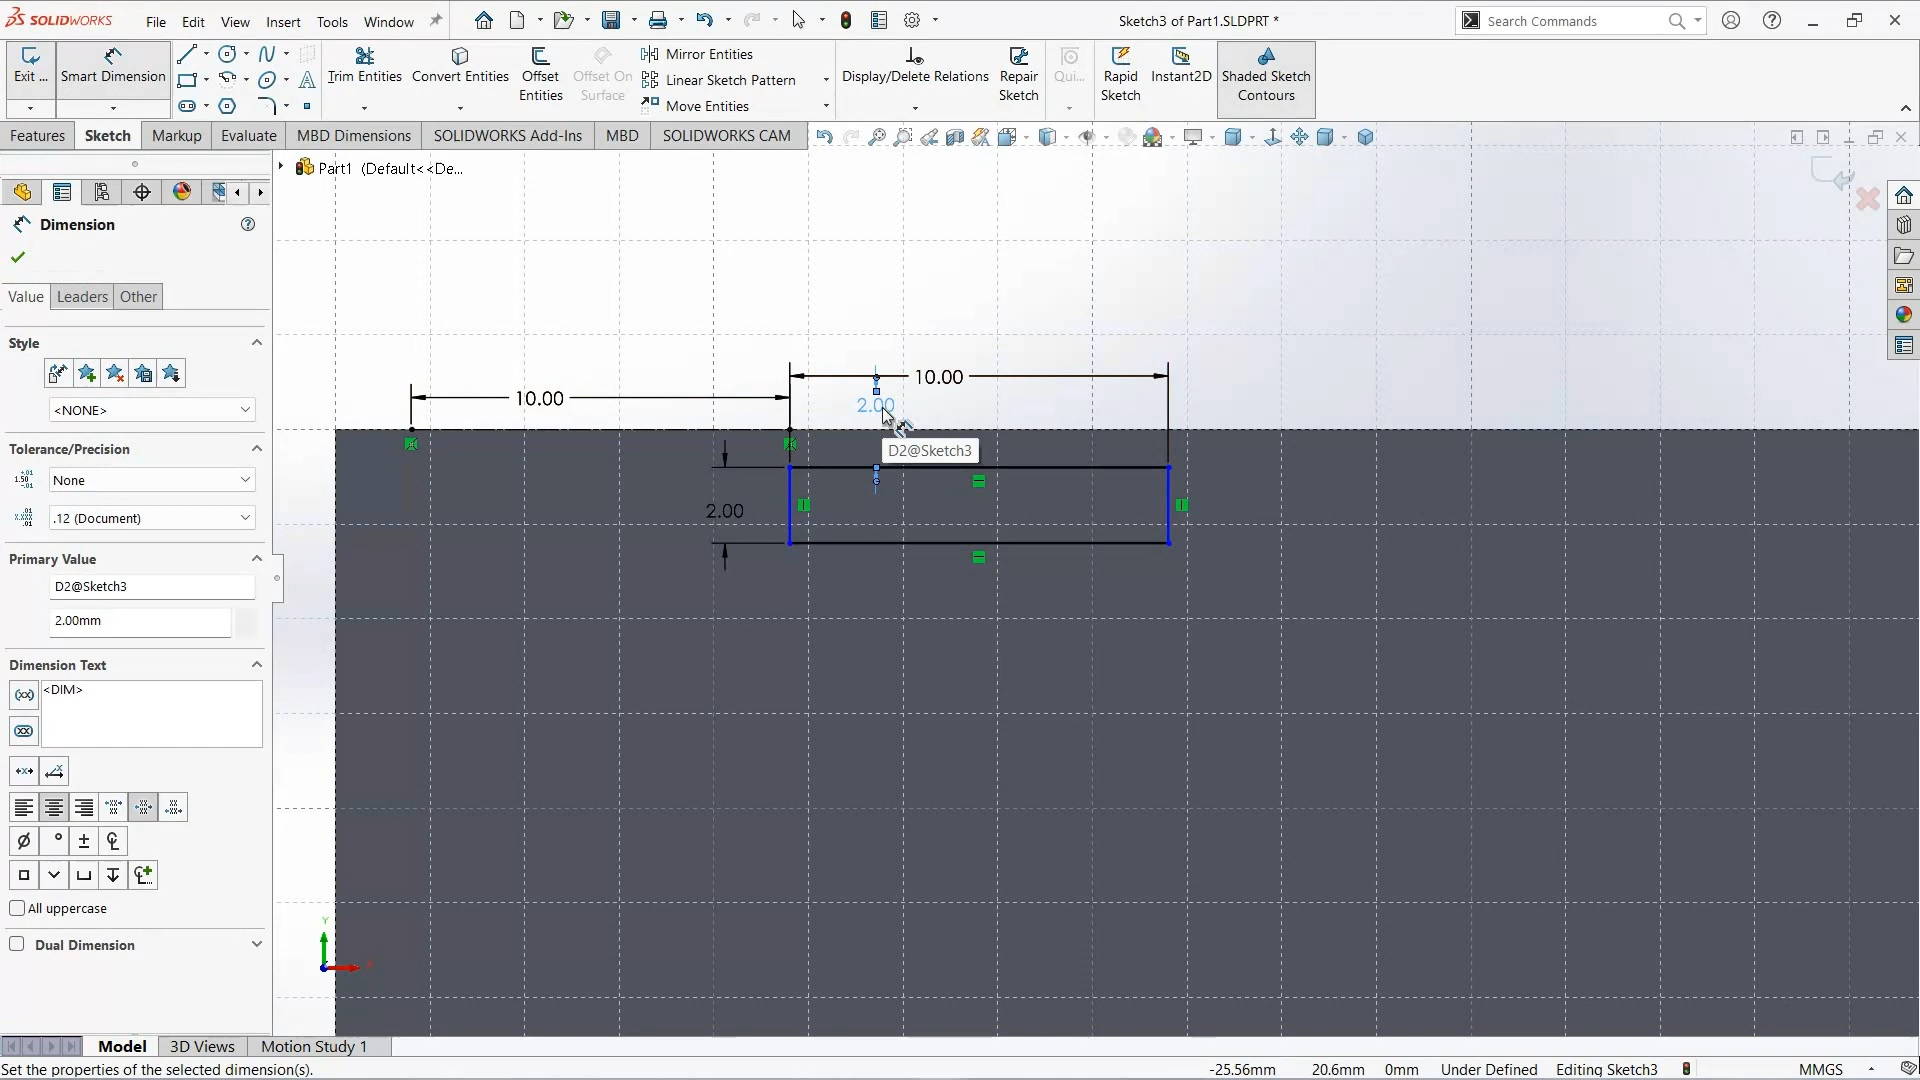 SOLIDWORKS File Edit View Insert Tools Window Sketch3 of Part1.SLDPRT * Search Commands
Exit ... Smart Dimension Trim Entities Convert Entities Offset Entities Offset On Surface Mirror Entities Linear Sketch Pattern Move Entities Display/Delete Relations Repair Sketch Qui... Rapid Sketch Instant2D Shaded Sketch Contours
Features Sketch Markup Evaluate MBD Dimensions SOLIDWORKS Add-Ins MBD SOLIDWORKS CAM
Part1 (Default<<De...
Dimension
Value Leaders Other
Style
<NONE>
Tolerance/Precision
None
.12 (Document)
Primary Value
D2@Sketch3
2.00mm
Dimension Text
<DIM>
All uppercase
Dual Dimension
10.00
10.00
2.00
D2@Sketch3
2.00
Y
Model 3D Views Motion Study 1
Set the properties of the selected dimension(s). -25.56mm 20.6mm 0mm Under Defined Editing Sketch3 MMGS